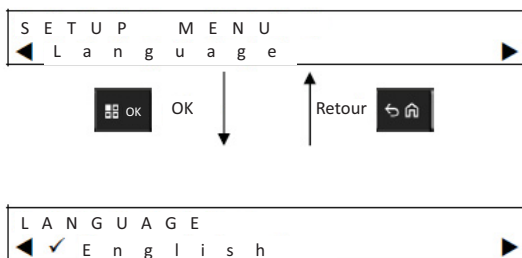 SETUP MENU
◀ Language ▶
OK OK Retour
LANGUAGE
◀ ✓ English ▶